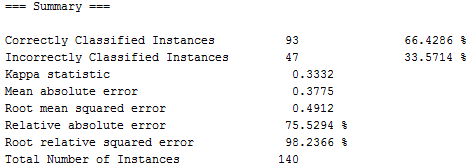 === Summary ===
Correctly Classified Instances 93 66.4286 %
Incorrectly Classified Instances 47 33.5714 %
Kappa statistic 0.3332
Mean absolute error 0.3775
Root mean squared error 0.4912
Relative absolute error 75.5294 %
Root relative squared error 98.2366 %
Total Number of Instances 140